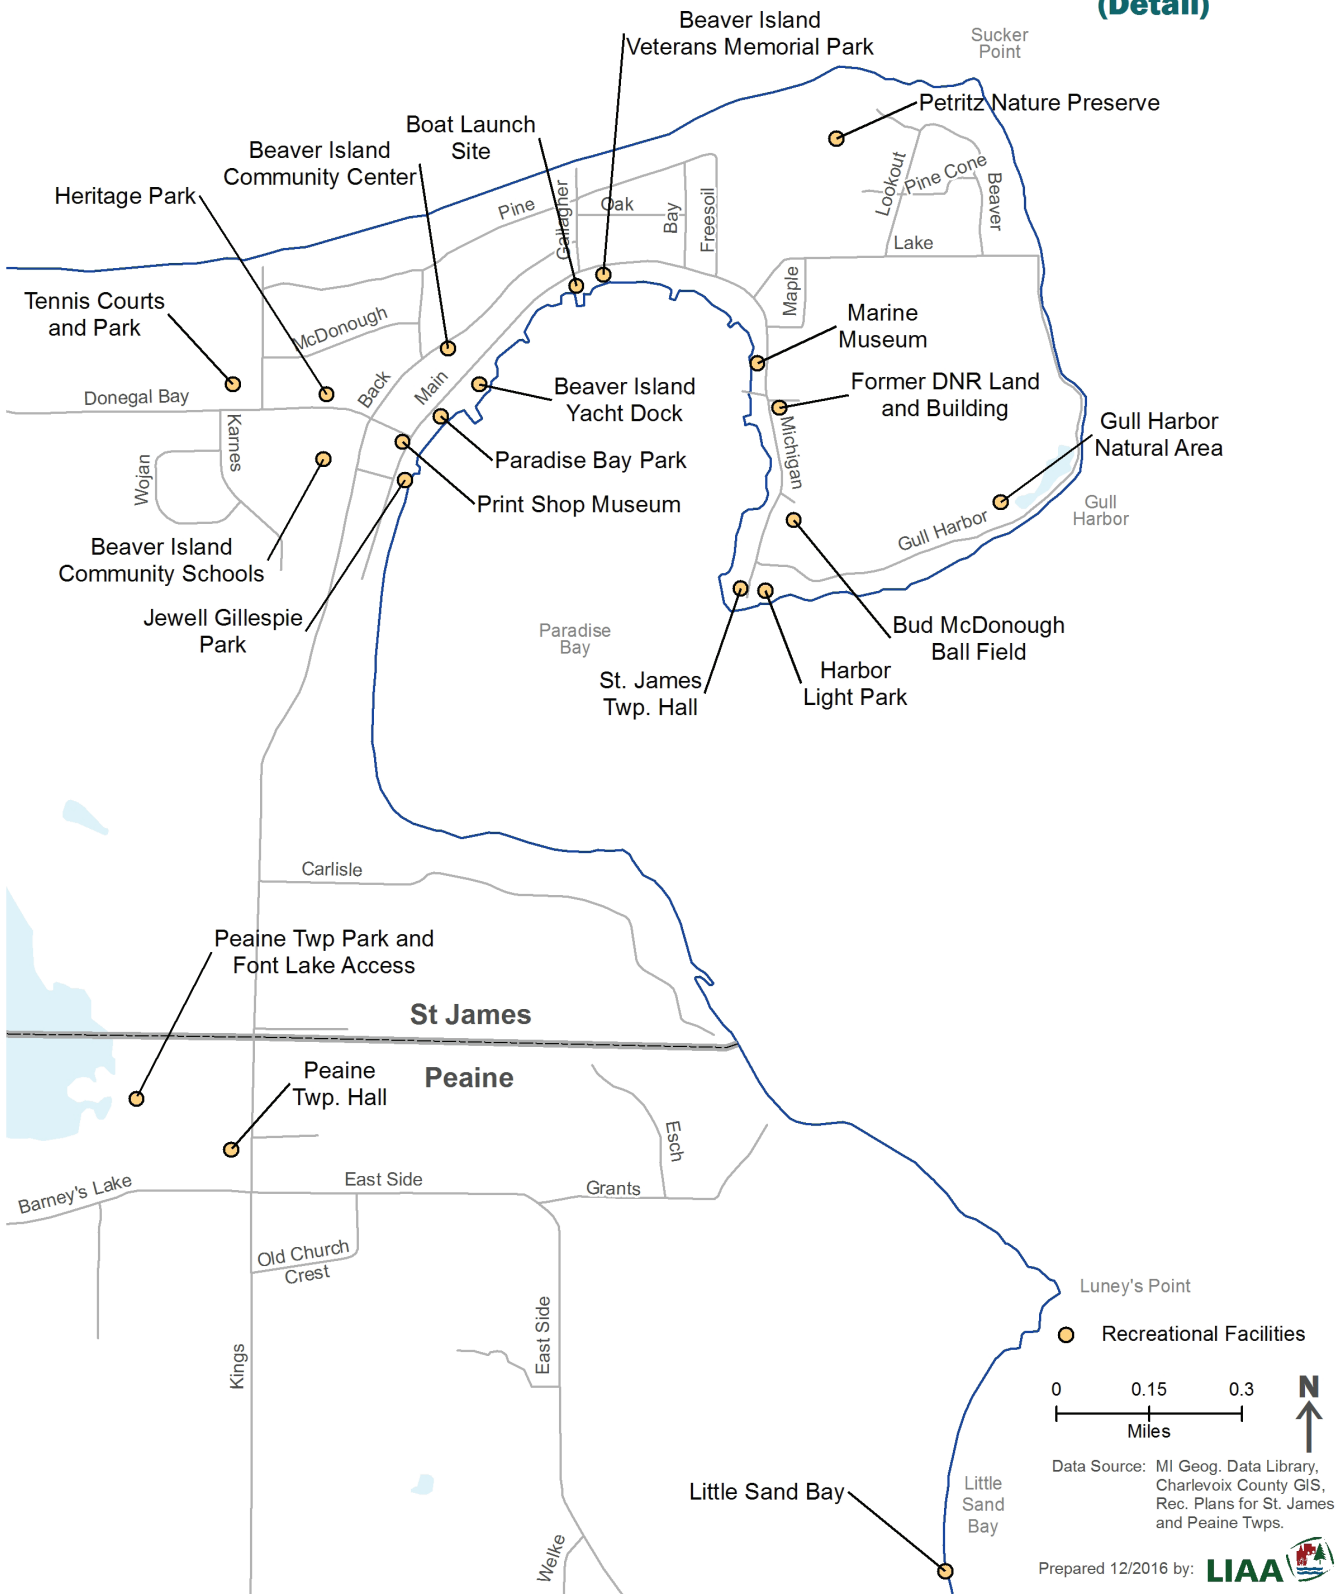 (Detail)
Beaver Island
Veterans Memorial Park
Sucker
Point
Petritz Nature Preserve
Boat Launch
Site
Beaver Island
Community Center
Heritage Park
Pine
Gallagher
Oak
Bay
Freesoil
Lookout
Pine Cone
Beaver
Lake
Maple
Tennis Courts
and Park
McDonough
Marine
Museum
Donegal Bay
Back
Main
Beaver Island
Yacht Dock
Former DNR Land
and Building
Gull Harbor
Natural Area
Karnes
Wojan
Paradise Bay Park
Michigan
Print Shop Museum
Gull Harbor
Gull
Harbor
Beaver Island
Community Schools
Jewell Gillespie
Park
Paradise
Bay
Bud McDonough
Ball Field
St. James
Twp. Hall
Harbor
Light Park
Carlisle
Peaine Twp Park and
Font Lake Access
St James
Peaine
Peaine
Twp. Hall
Esch
Barney's Lake
East Side
Grants
Old Church
Crest
Luney's Point
Recreational Facilities
East Side
Kings
0 0.15 0.3
Miles
N
Data Source: MI Geog. Data Library,
Charlevoix County GIS,
Rec. Plans for St. James
and Peaine Twps.
Little Sand Bay
Little
Sand
Bay
Welke
Prepared 12/2016 by: LIAA